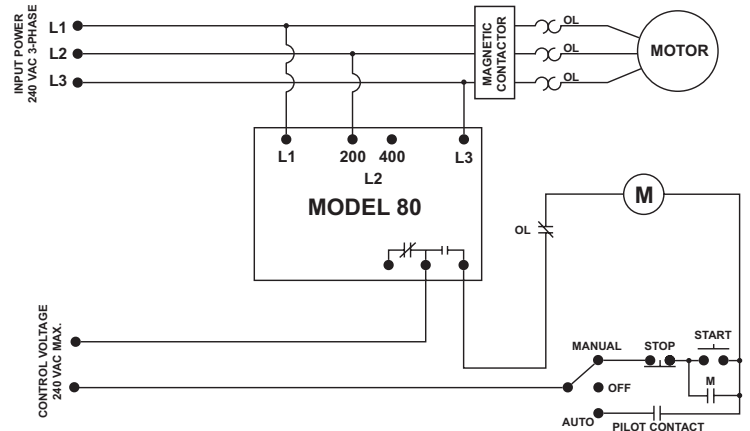 INPUT POWER
240 VAC 3-PHASE
L1
L2
L3
MAGNETIC
CONTACTOR
OL
OL
OL
MOTOR
L1
200
400
L3
L2
MODEL 80
M
OL
CONTROL VOLTAGE
240 VAC MAX.
MANUAL
STOP
START
OFF
M
AUTO
PILOT CONTACT